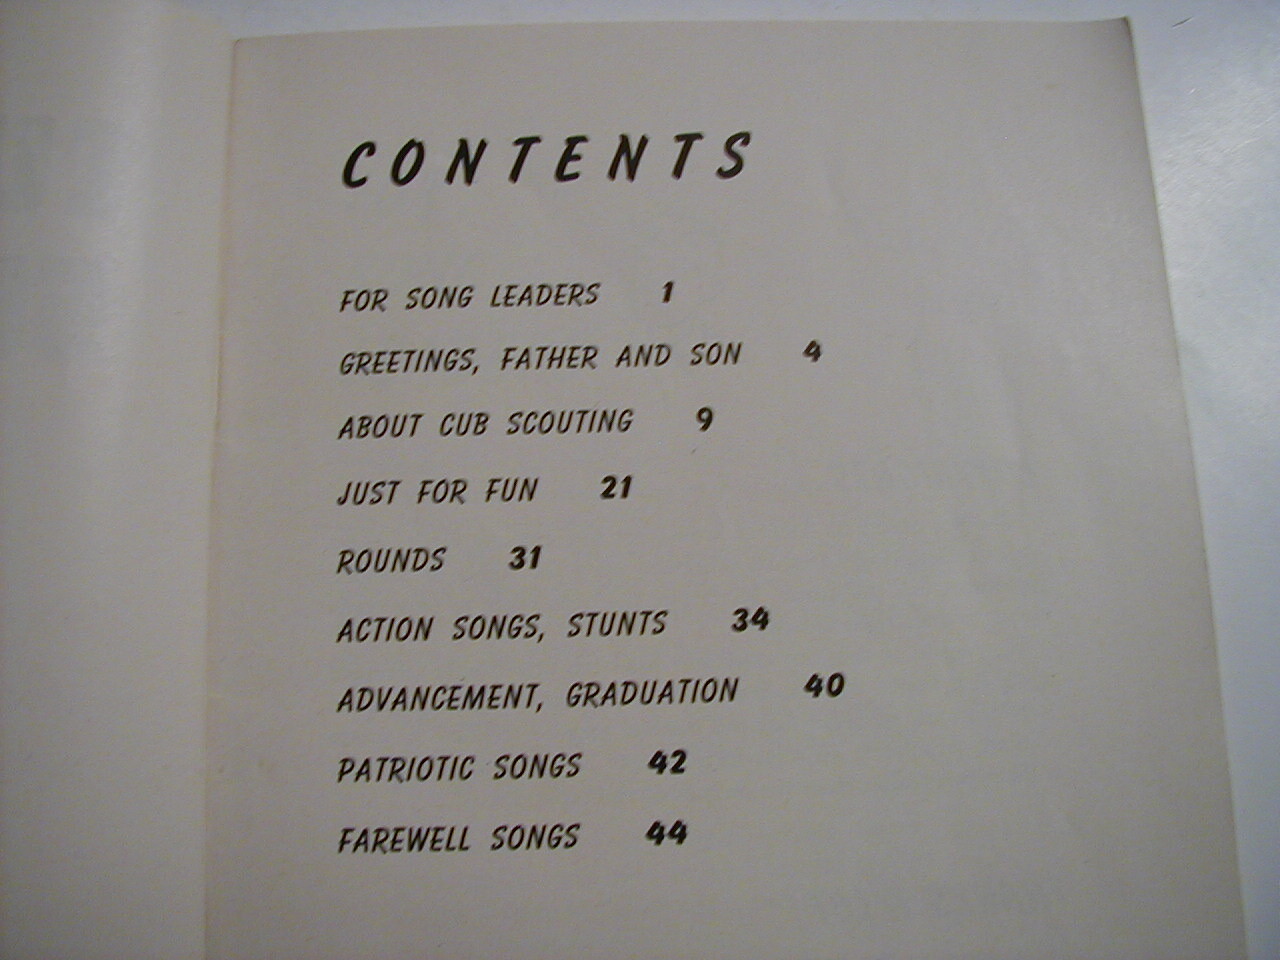 CONTENTS
FOR SONG LEADERS 1
GREETINGS, FATHER AND SON 4
ABOUT CUB SCOUTING 9
JUST FOR FUN 21
ROUNDS 31
ACTION SONGS, STUNTS 34
ADVANCEMENT, GRADUATION 40
PATRIOTIC SONGS 42
FAREWELL SONGS 44